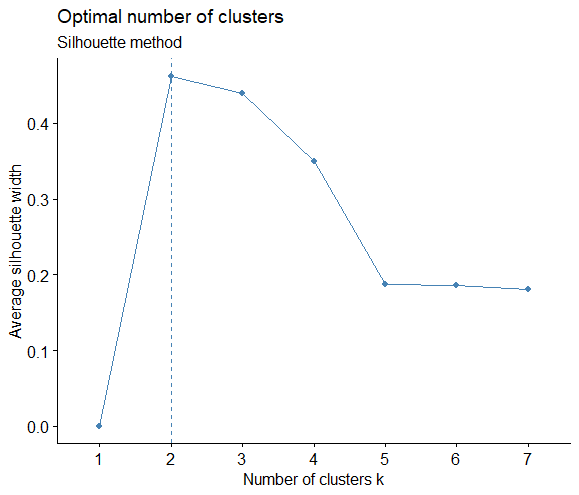 Optimal number of clusters
Silhouette method
Average silhouette width
0.4
0.3
0.2
0.1
0.0
1 2 3 4 5 6 7
Number of clusters k